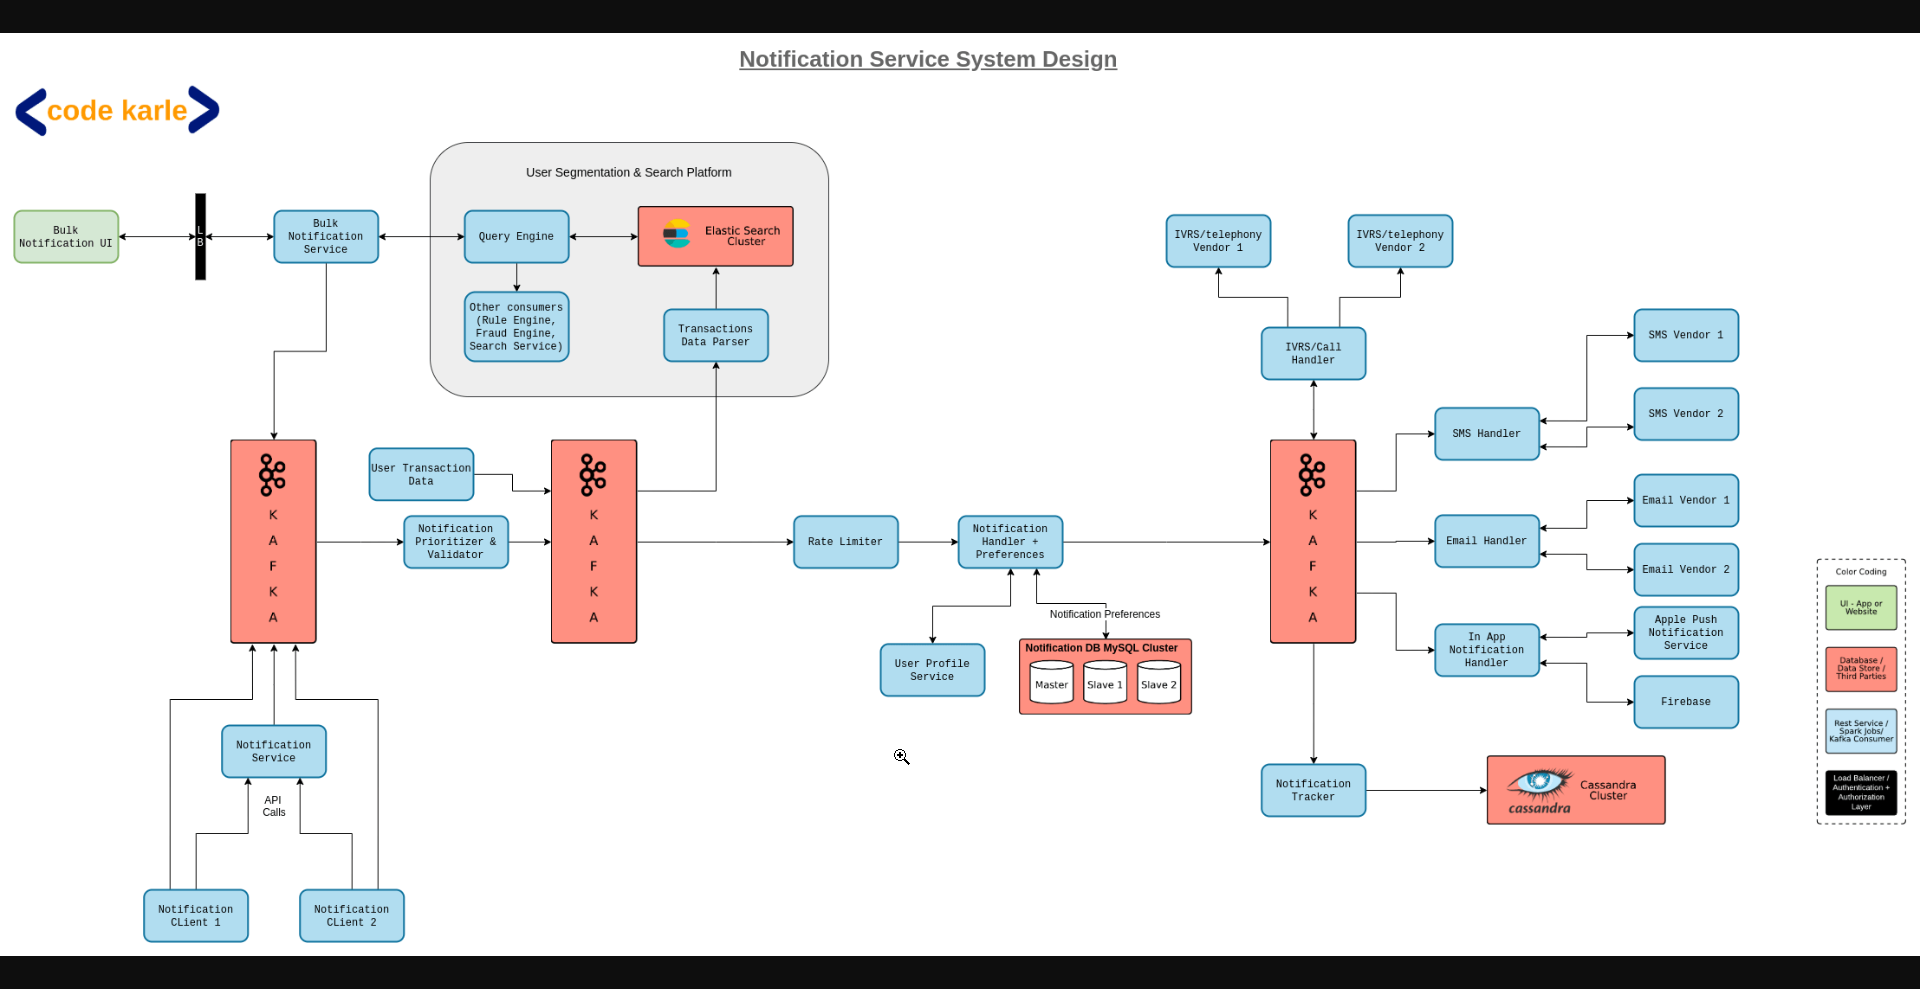 Notification Service System Design
code karle
User Segmentation & Search Platform
Bulk
Notification UI
L
B
Bulk
Notification
Service
Query Engine
Elastic Search
Cluster
Other consumers
(Rule Engine,
Fraud Engine,
Search Service)
Transactions
Data Parser
IVRS/telephony
Vendor 1
IVRS/telephony
Vendor 2
IVRS/Call
Handler
SMS Vendor 1
SMS Vendor 2
SMS Handler
K
A
F
K
A
User Transaction
Data
Notification
Prioritizer &
Validator
K
A
F
K
A
Rate Limiter
Notification
Handler +
Preferences
K
A
F
K
A
Email Vendor 1
Email Handler
Email Vendor 2
Notification Preferences
User Profile
Service
Notification DB MySQL Cluster
Master
Slave 1
Slave 2
In App
Notification
Handler
Apple Push
Notification
Service
Firebase
Notification
Service
API
Calls
Notification
CLient 1
Notification
CLient 2
Notification
Tracker
cassandra
Cassandra
Cluster
Color Coding
UI - App or
Website
Database /
Data Store /
Third Parties
Rest Service /
Spark Jobs/
Kafka Consumer
Load Balancer /
Authentication +
Authorization
Layer